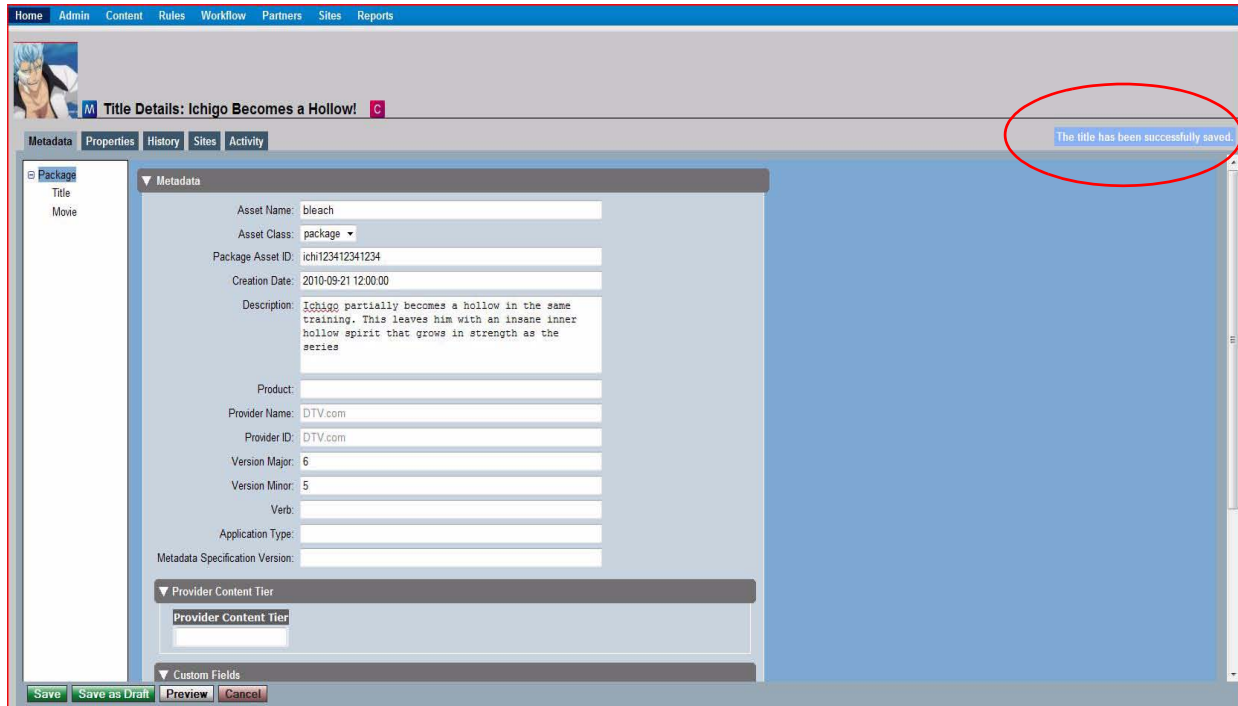 Home Admin Content Rules Workflow Partners Sites Reports
M Title Details: Ichigo Becomes a Hollow! C
Metadata Properties History Sites Activity
The title has been successfully saved.
Package
Title
Movie
Metadata
Asset Name: bleach
Asset Class: package
Package Asset ID: ichi123412341234
Creation Date: 2010-09-21 12:00:00
Description: Ichigo partially becomes a hollow in the same
training. This leaves him with an insane inner
hollow spirit that grows in strength as the
series
Product:
Provider Name: DTV.com
Provider ID: DTV.com
Version Major: 6
Version Minor: 5
Verb:
Application Type:
Metadata Specification Version:
Provider Content Tier
Provider Content Tier
Custom Fields
Save Save as Draft Preview Cancel